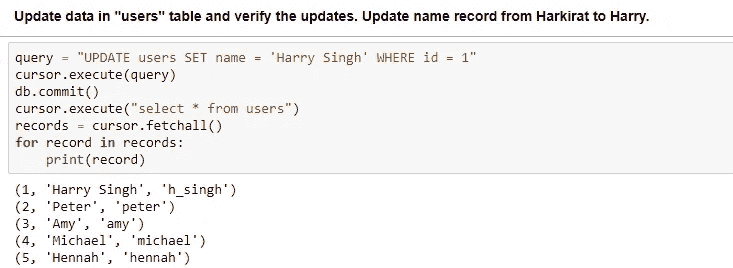 Update data in "users" table and verify the updates. Update name record from Harkirat to Harry.
query = "UPDATE users SET name = 'Harry Singh' WHERE id = 1"
cursor.execute(query)
db.commit()
cursor.execute("select * from users")
records = cursor.fetchall()
for record in records:
    print(record)
(1, 'Harry Singh', 'h_singh')
(2, 'Peter', 'peter')
(3, 'Amy', 'amy')
(4, 'Michael', 'michael')
(5, 'Hennah', 'hennah')